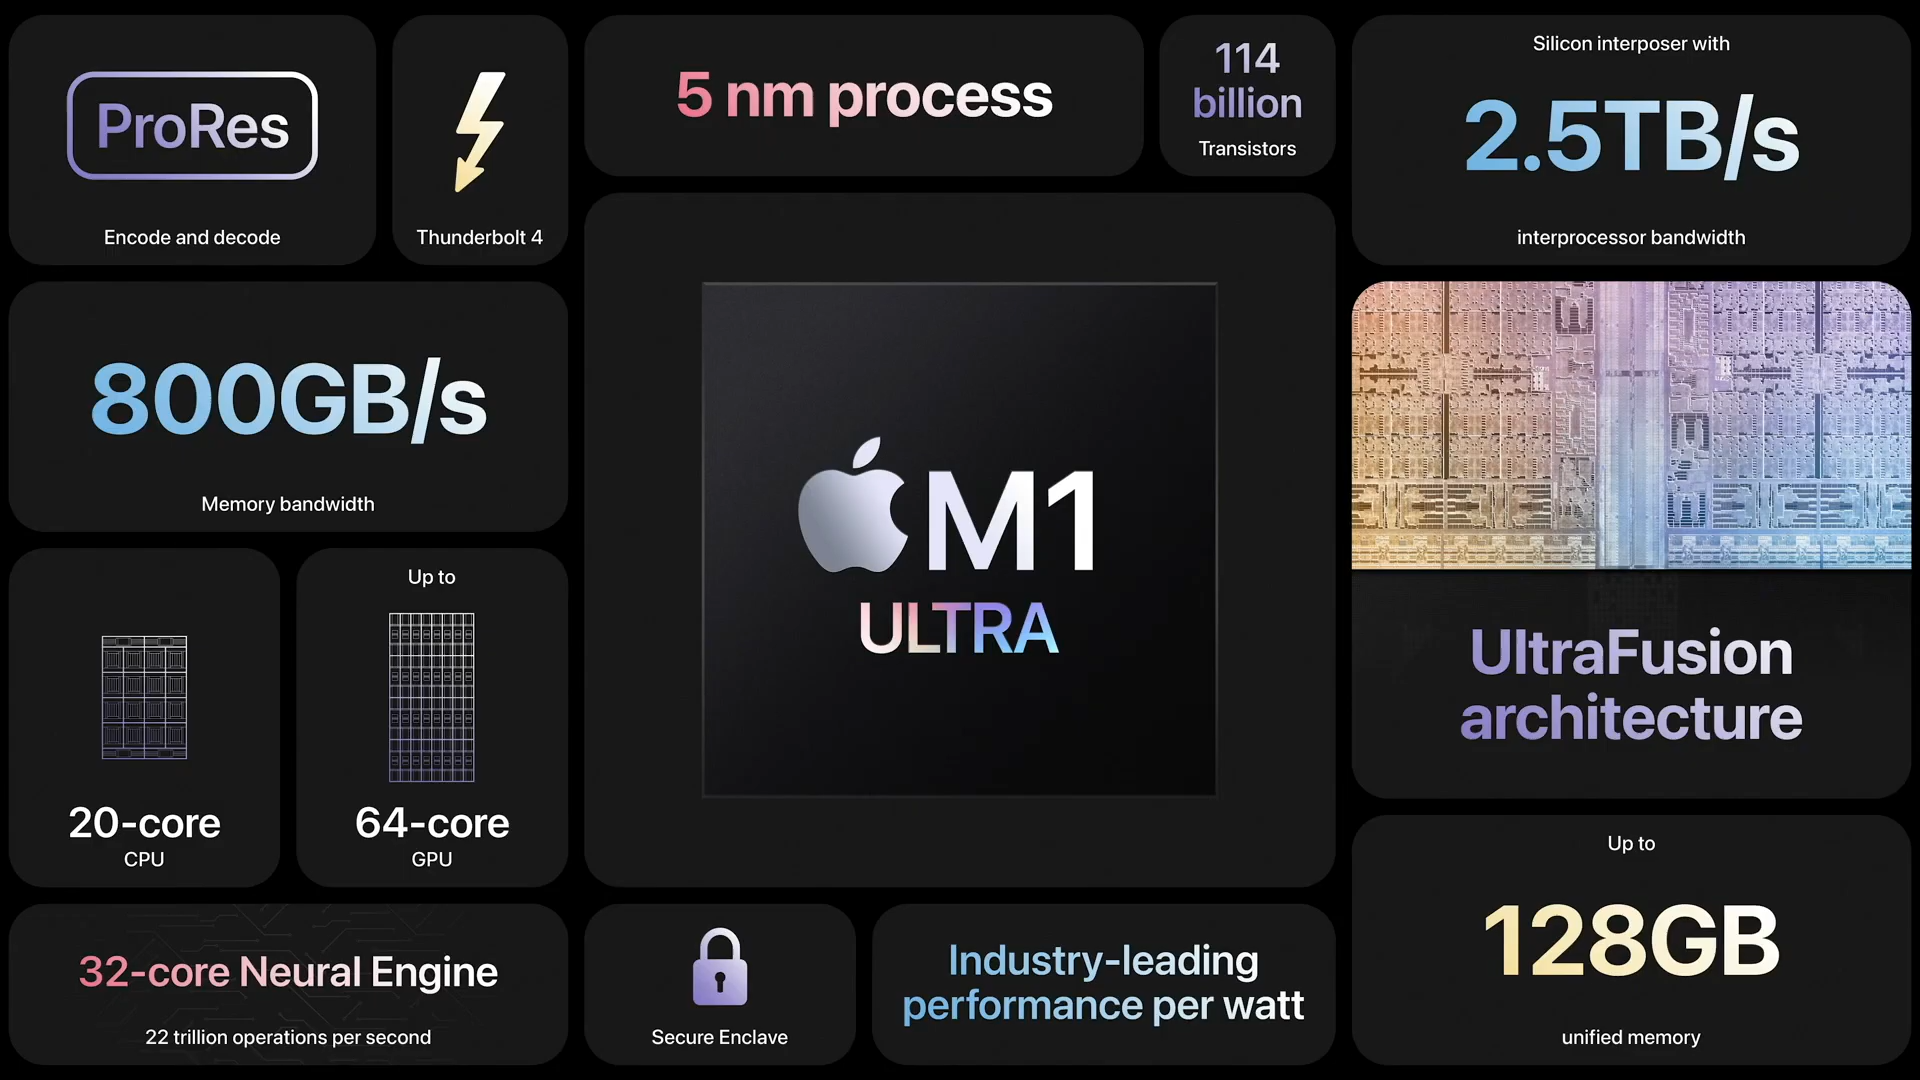 ProRes
Encode and decode
Thunderbolt 4
5 nm process
114
billion
Transistors
Silicon interposer with
2.5TB/s
interprocessor bandwidth
800GB/s
Memory bandwidth
M1
ULTRA
UltraFusion
architecture
20-core
CPU
Up to
64-core
GPU
Up to
128GB
unified memory
32-core Neural Engine
22 trillion operations per second
Secure Enclave
Industry-leading
performance per watt